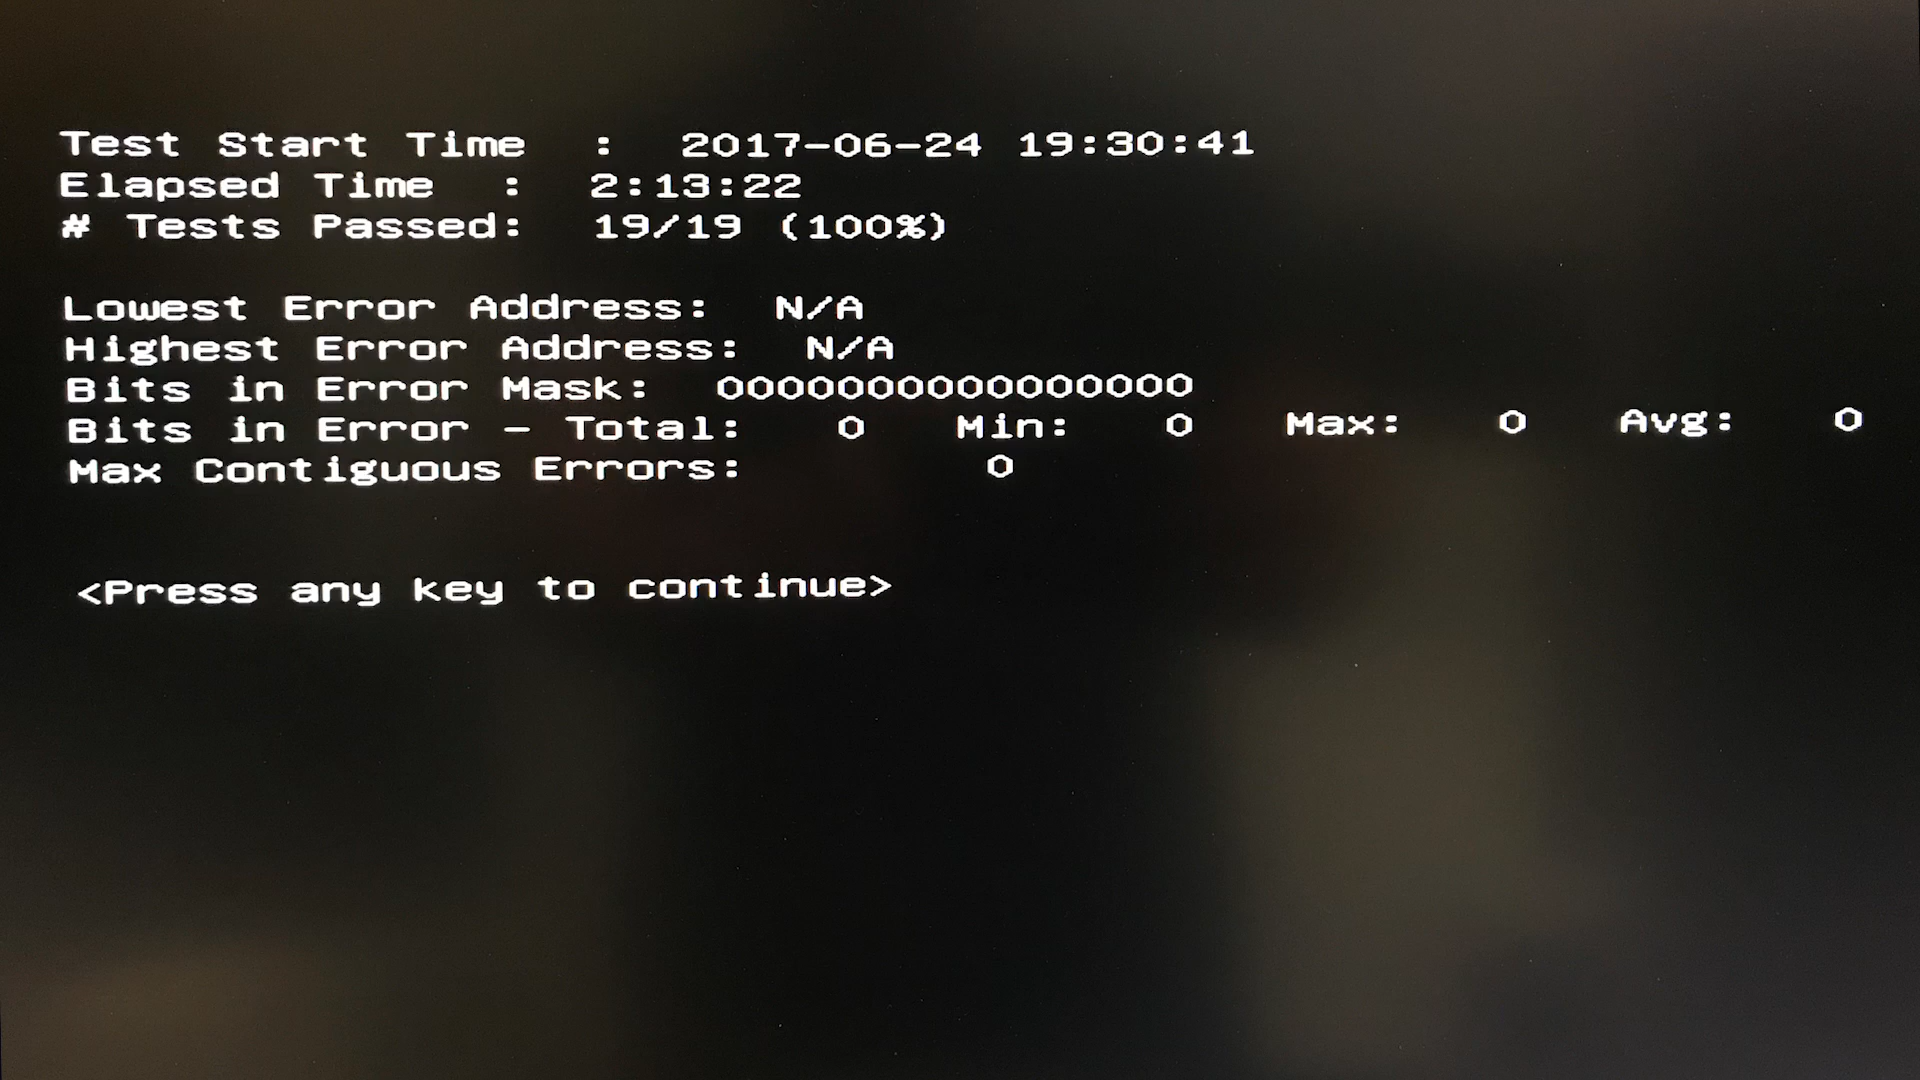 Test Start Time : 2017-06-24 19:30:41
Elapsed Time : 2:13:22
# Tests Passed: 19/19 (100%)
Lowest Error Address: N/A
Highest Error Address: N/A
Bits in Error Mask: 0000000000000000
Bits in Error - Total: 0 Min: 0 Max: 0 Avg: 0
Max Contiguous Errors: 0
<Press any key to continue>